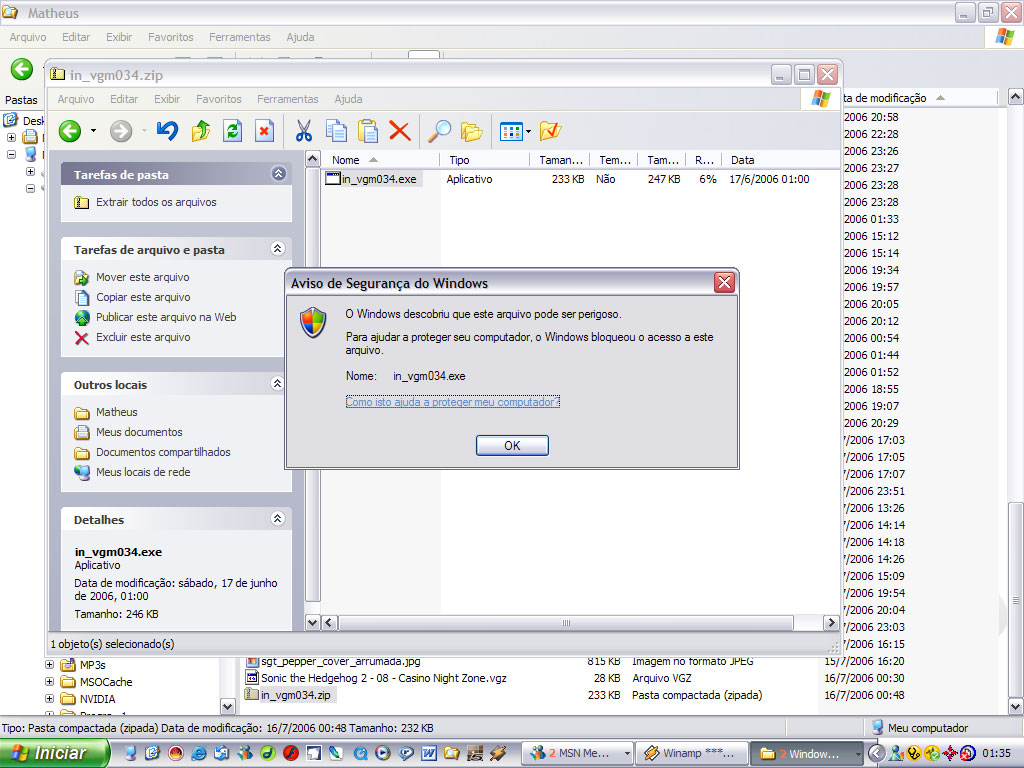 Matheus
Arquivo Editar Exibir Favoritos Ferramentas Ajuda
in_vgm034.zip
Arquivo Editar Exibir Favoritos Ferramentas Ajuda
Pastas
ta de modificação
Nome Tipo Taman... Tem... Tam... R... Data
in_vgm034.exe Aplicativo 233 KB Não 247 KB 6% 17/6/2006 01:00
Tarefas de pasta
Extrair todos os arquivos
Tarefas de arquivo e pasta
Mover este arquivo
Copiar este arquivo
Publicar este arquivo na Web
Excluir este arquivo
Outros locais
Matheus
Meus documentos
Documentos compartilhados
Meus locais de rede
Detalhes
in_vgm034.exe
Aplicativo
Data de modificação: sábado, 17 de junho
de 2006, 01:00
Tamanho: 246 KB
Aviso de Segurança do Windows
O Windows descobriu que este arquivo pode ser perigoso.
Para ajudar a proteger seu computador, o Windows bloqueou o acesso a este
arquivo.
Nome: in_vgm034.exe
Como isto ajuda a proteger meu computador?
OK
2006 20:58
2006 22:28
2006 23:26
2006 23:27
2006 23:28
2006 23:28
2006 01:33
2006 15:12
2006 15:14
2006 19:34
2006 19:57
2006 20:05
2006 20:12
2006 00:54
2006 01:44
2006 01:52
2006 18:55
2006 19:07
2006 20:29
7/2006 17:03
7/2006 17:05
7/2006 17:07
7/2006 23:51
7/2006 13:26
7/2006 14:14
7/2006 14:18
7/2006 14:26
7/2006 15:09
7/2006 19:54
7/2006 20:04
7/2006 23:03
7/2006 16:15
1 objeto(s) selecionado(s)
MP3s
MSOCache
NVIDIA
sgt_pepper_cover_arrumada.jpg 815 KB Imagem no formato JPEG 15/7/2006 16:20
Sonic the Hedgehog 2 - 08 - Casino Night Zone.vgz 28 KB Arquivo VGZ 16/7/2006 00:30
in_vgm034.zip 233 KB Pasta compactada (zipada) 16/7/2006 00:48
Tipo: Pasta compactada (zipada) Data de modificação: 16/7/2006 00:48 Tamanho: 232 KB
Meu computador
Iniciar
2 MSN Me...
Winamp ***...
2 Window...
01:35